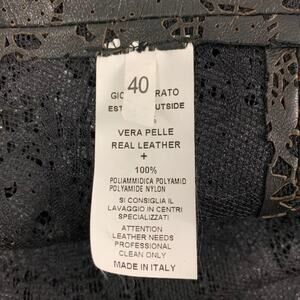 40
GIO RATO
EST OUTSIDE
VERA PELLE
REAL LEATHER
+
100%
POLIAMMIDICA POLYAMID
POLYAMIDE NYLON
SI CONSIGLIA IL
LAVAGGIO IN CENTRI
SPECIALIZZATI
ATTENTION
LEATHER NEEDS
PROFESSIONAL
CLEAN ONLY
MADE IN ITALY